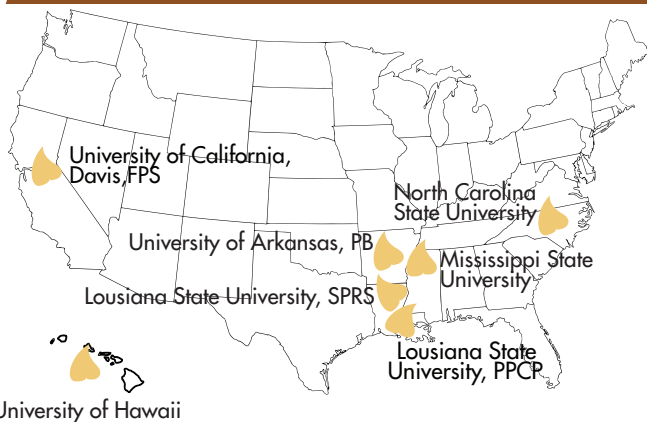 University of California,
Davis,FPS
North Carolina
State University
University of Arkansas, PB
Mississippi State
University
Lousiana State University, SPRS
Lousiana State
University, PPCP
University of Hawaii